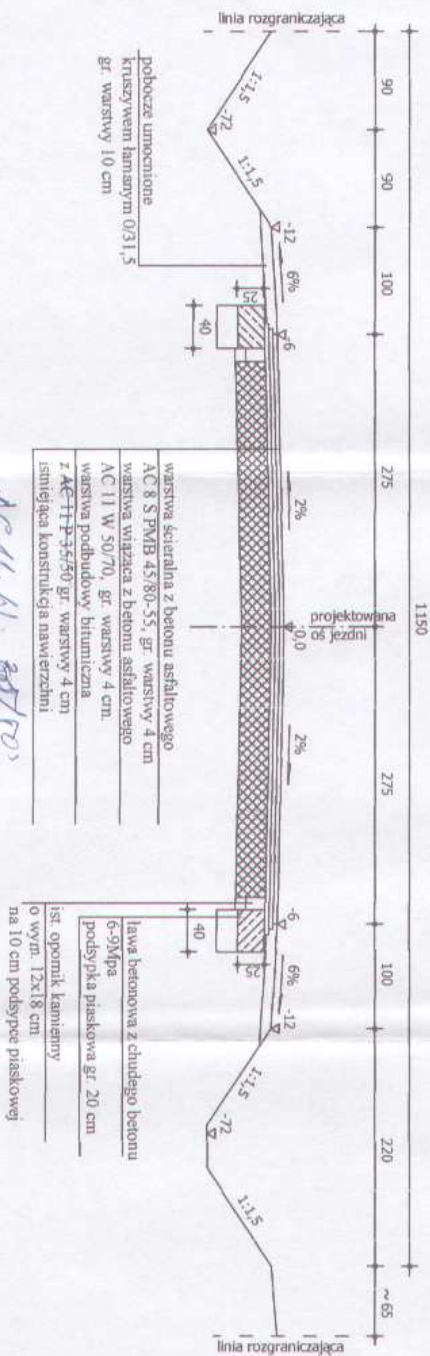 linia rozgraniczająca
90
90
100
275
1150
275
100
220
~65
linia rozgraniczająca
projektowana
oś jezdni
0,0
1:1,5
-72
1:1,5
-12
6%
-6
2%
2%
-6
6%
-12
1:1,5
-72
1:1,5
25
40
25
40
pobocze umocnione
kruszywem łamanym 0/31,5
gr. warstwy 10 cm
warstwa ścieralna z betonu asfaltowego
AC 8 S PMB 45/80-55, gr. warstwy 4 cm
warstwa wiążąca z betonu asfaltowego
AC 11 W 50/70, gr. warstwy 4 cm.
warstwa podbudowy bitumiczna
z AC 11 P 35/50 gr. warstwy 4 cm
istniejąca konstrukcja nawierzchni
AC 11 W
ława betonowa z chudego betonu
6-9Mpa
podsypka piaskowa gr. 20 cm
ist. opornik kamienny
o wym. 12x18 cm
na 10 cm podsypce piaskowej